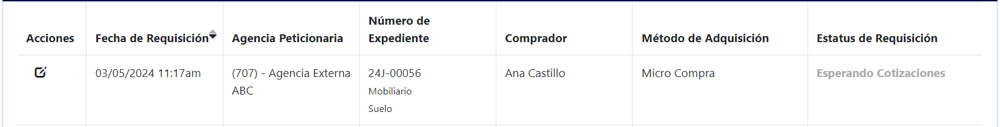 Acciones
Fecha de Requisición
Agencia Peticionaria
Número de
Expediente
Comprador
Método de Adquisición
Estatus de Requisición
03/05/2024 11:17am
(707) - Agencia Externa
ABC
24J-00056
Mobiliario
Suelo
Ana Castillo
Micro Compra
Esperando Cotizaciones